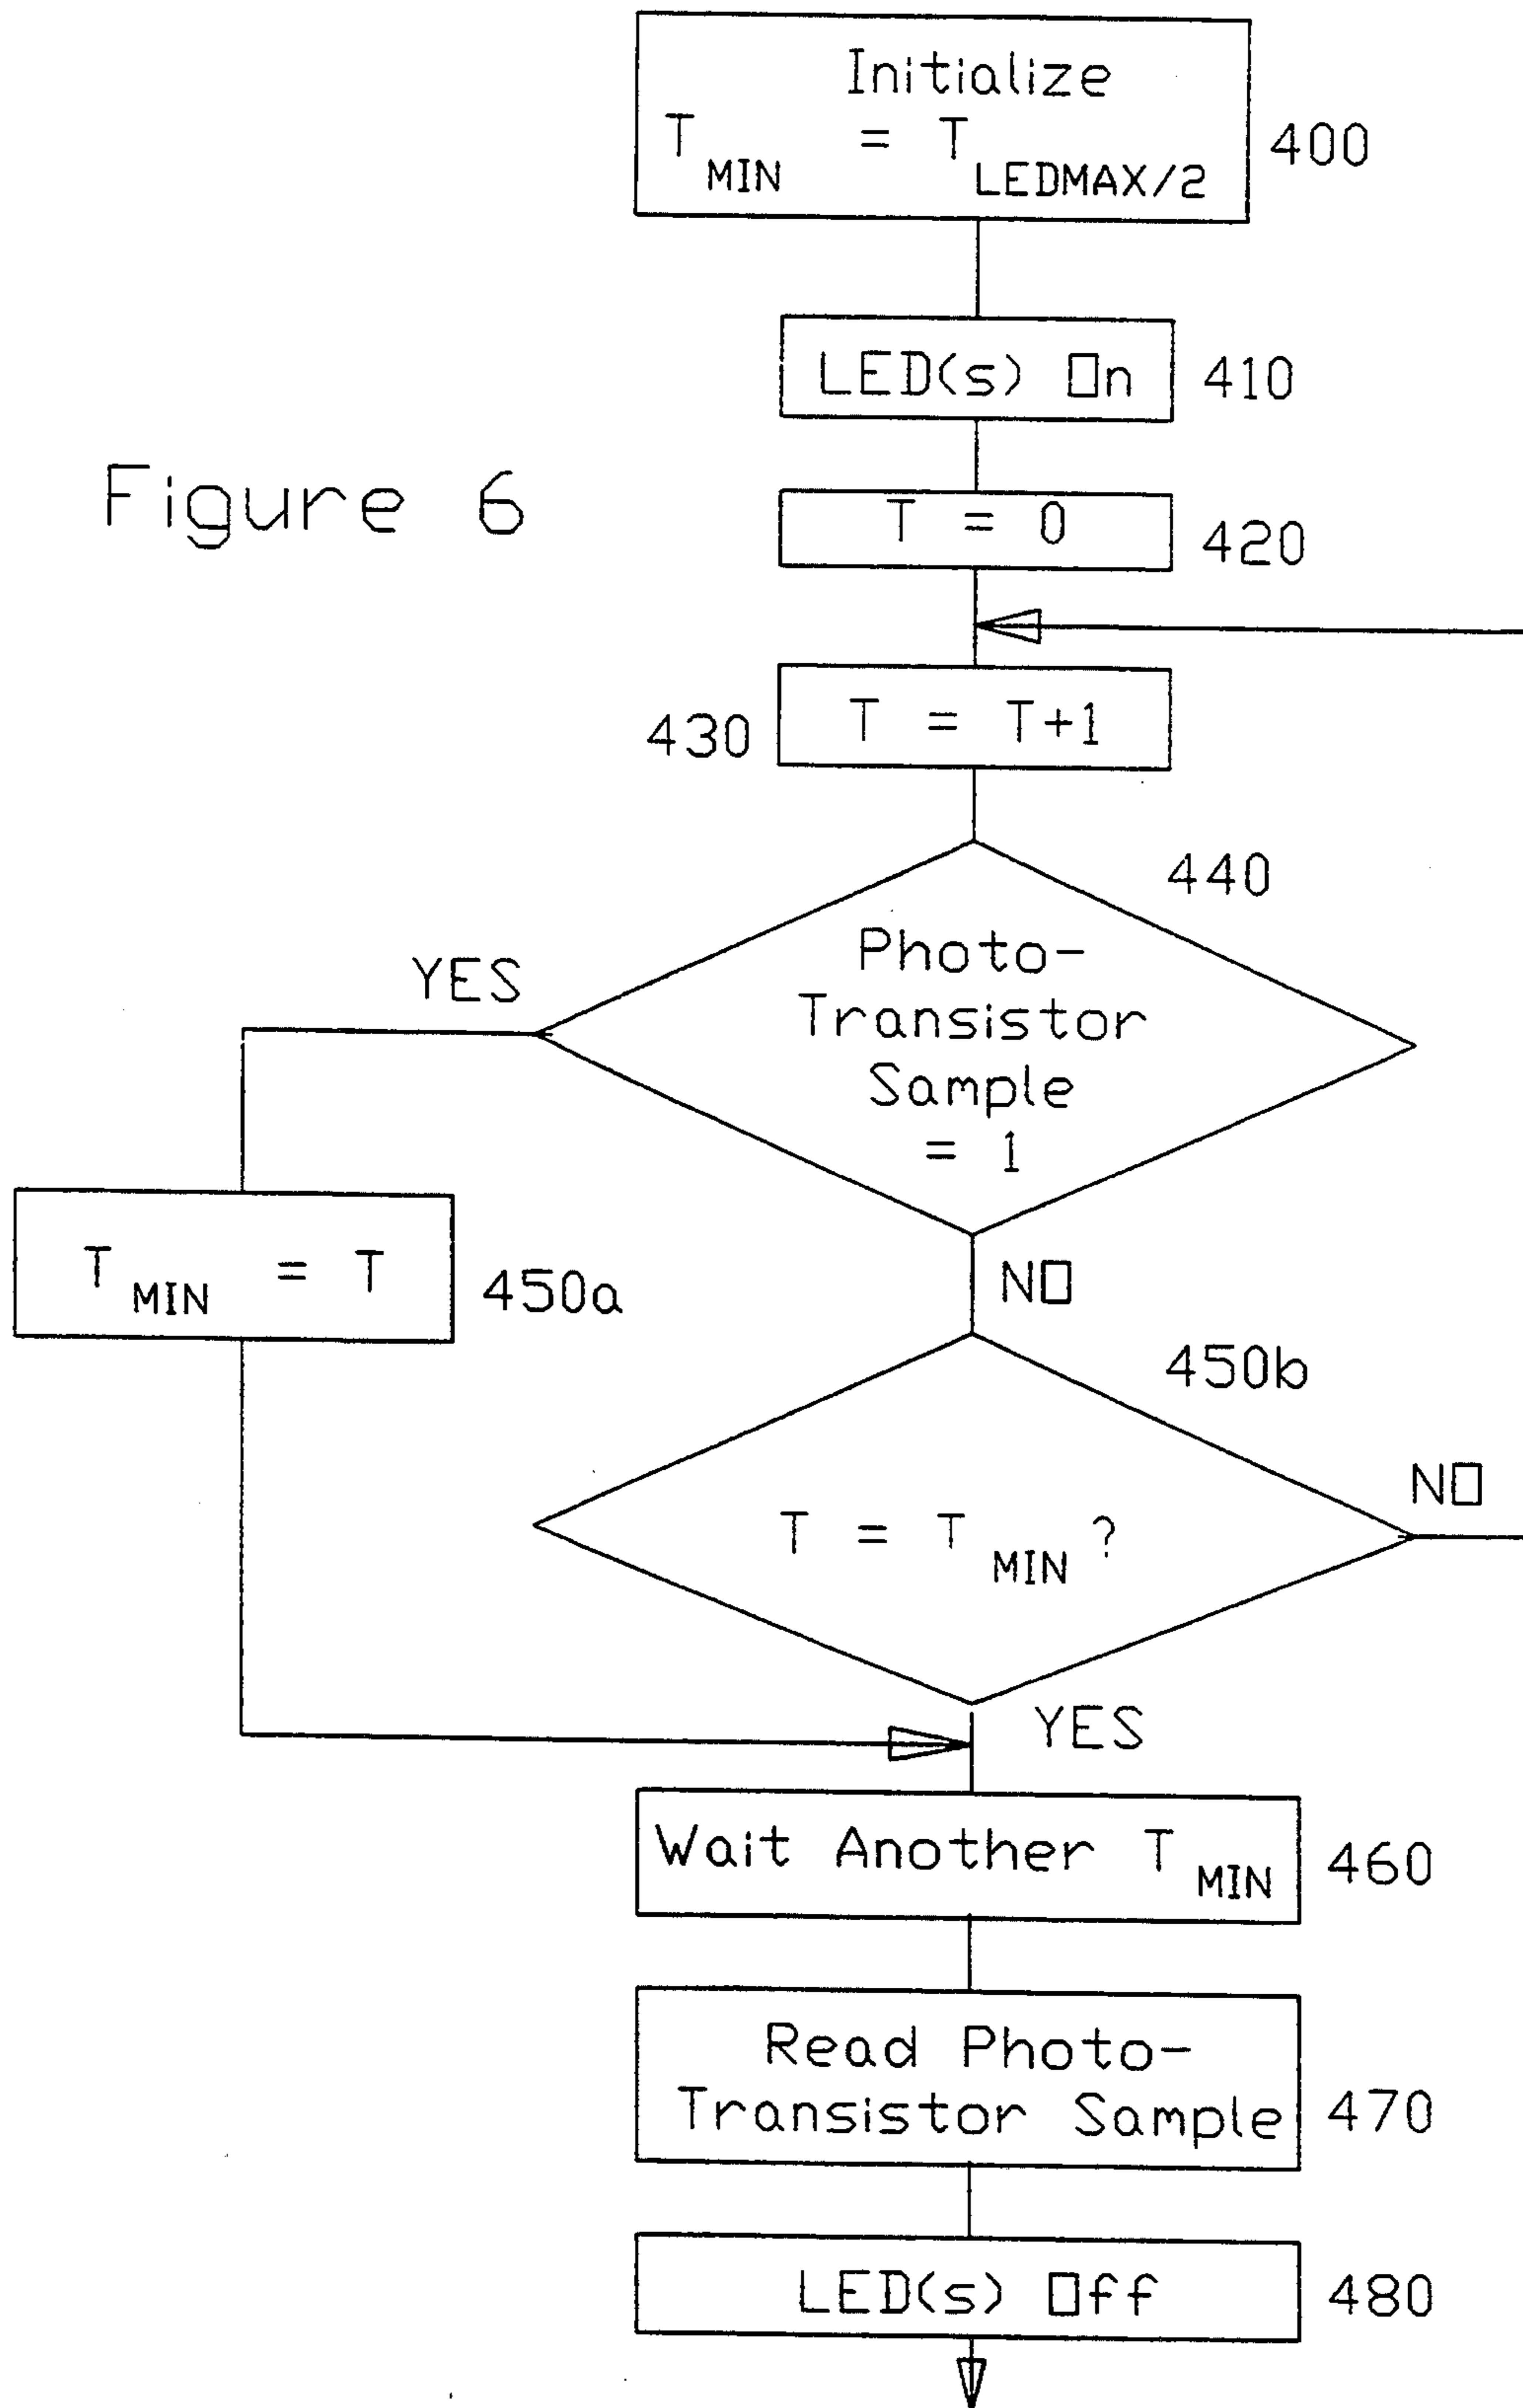 Initialize
T MIN = T LEDMAX/2
400
LED(s) On
410
Figure 6
T = 0
420
T = T+1
430
440
Photo-
Transistor
Sample
= 1
YES
T MIN = T
450a
NO
450b
T = T MIN ?
NO
YES
Wait Another T MIN
460
Read Photo-
Transistor Sample
470
LED(s) Off
480